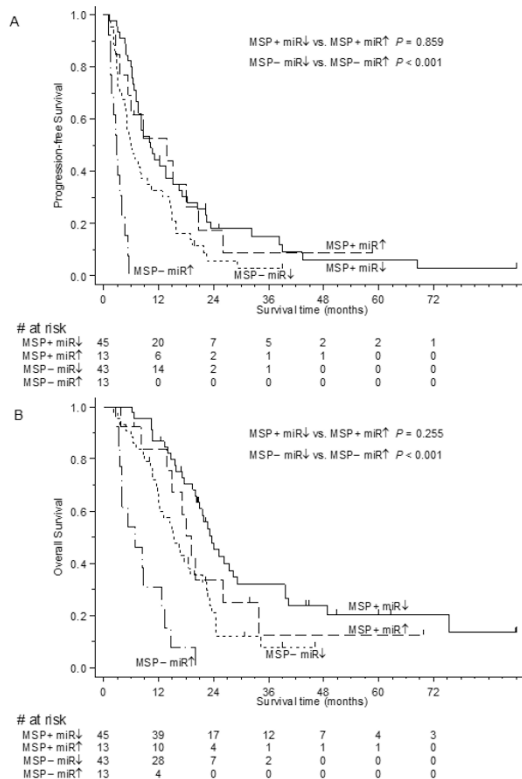 A
MSP+ miR↓ vs. MSP+ miR↑ P = 0.859
MSP− miR↓ vs. MSP− miR↑ P < 0.001
Progression-free Survival
1.0
0.8
0.6
0.4
0.2
0.0
MSP− miR↑
MSP− miR↓
MSP+ miR↑
MSP+ miR↓
0 12 24 36 48 60 72
Survival time (months)
# at risk
MSP+ miR↓ 45 20 7 5 2 2 1
MSP+ miR↑ 13 6 2 1 1 0 0
MSP− miR↓ 43 14 2 1 0 0 0
MSP− miR↑ 13 0 0 0 0 0 0
B
MSP+ miR↓ vs. MSP+ miR↑ P = 0.255
MSP− miR↓ vs. MSP− miR↑ P < 0.001
Overall Survival
1.0
0.8
0.6
0.4
0.2
0.0
MSP+ miR↓
MSP+ miR↑
MSP− miR↓
MSP− miR↑
0 12 24 36 48 60 72
Survival time (months)
# at risk
MSP+ miR↓ 45 39 17 12 7 4 3
MSP+ miR↑ 13 10 4 1 1 1 0
MSP− miR↓ 43 28 7 2 0 0 0
MSP− miR↑ 13 4 0 0 0 0 0